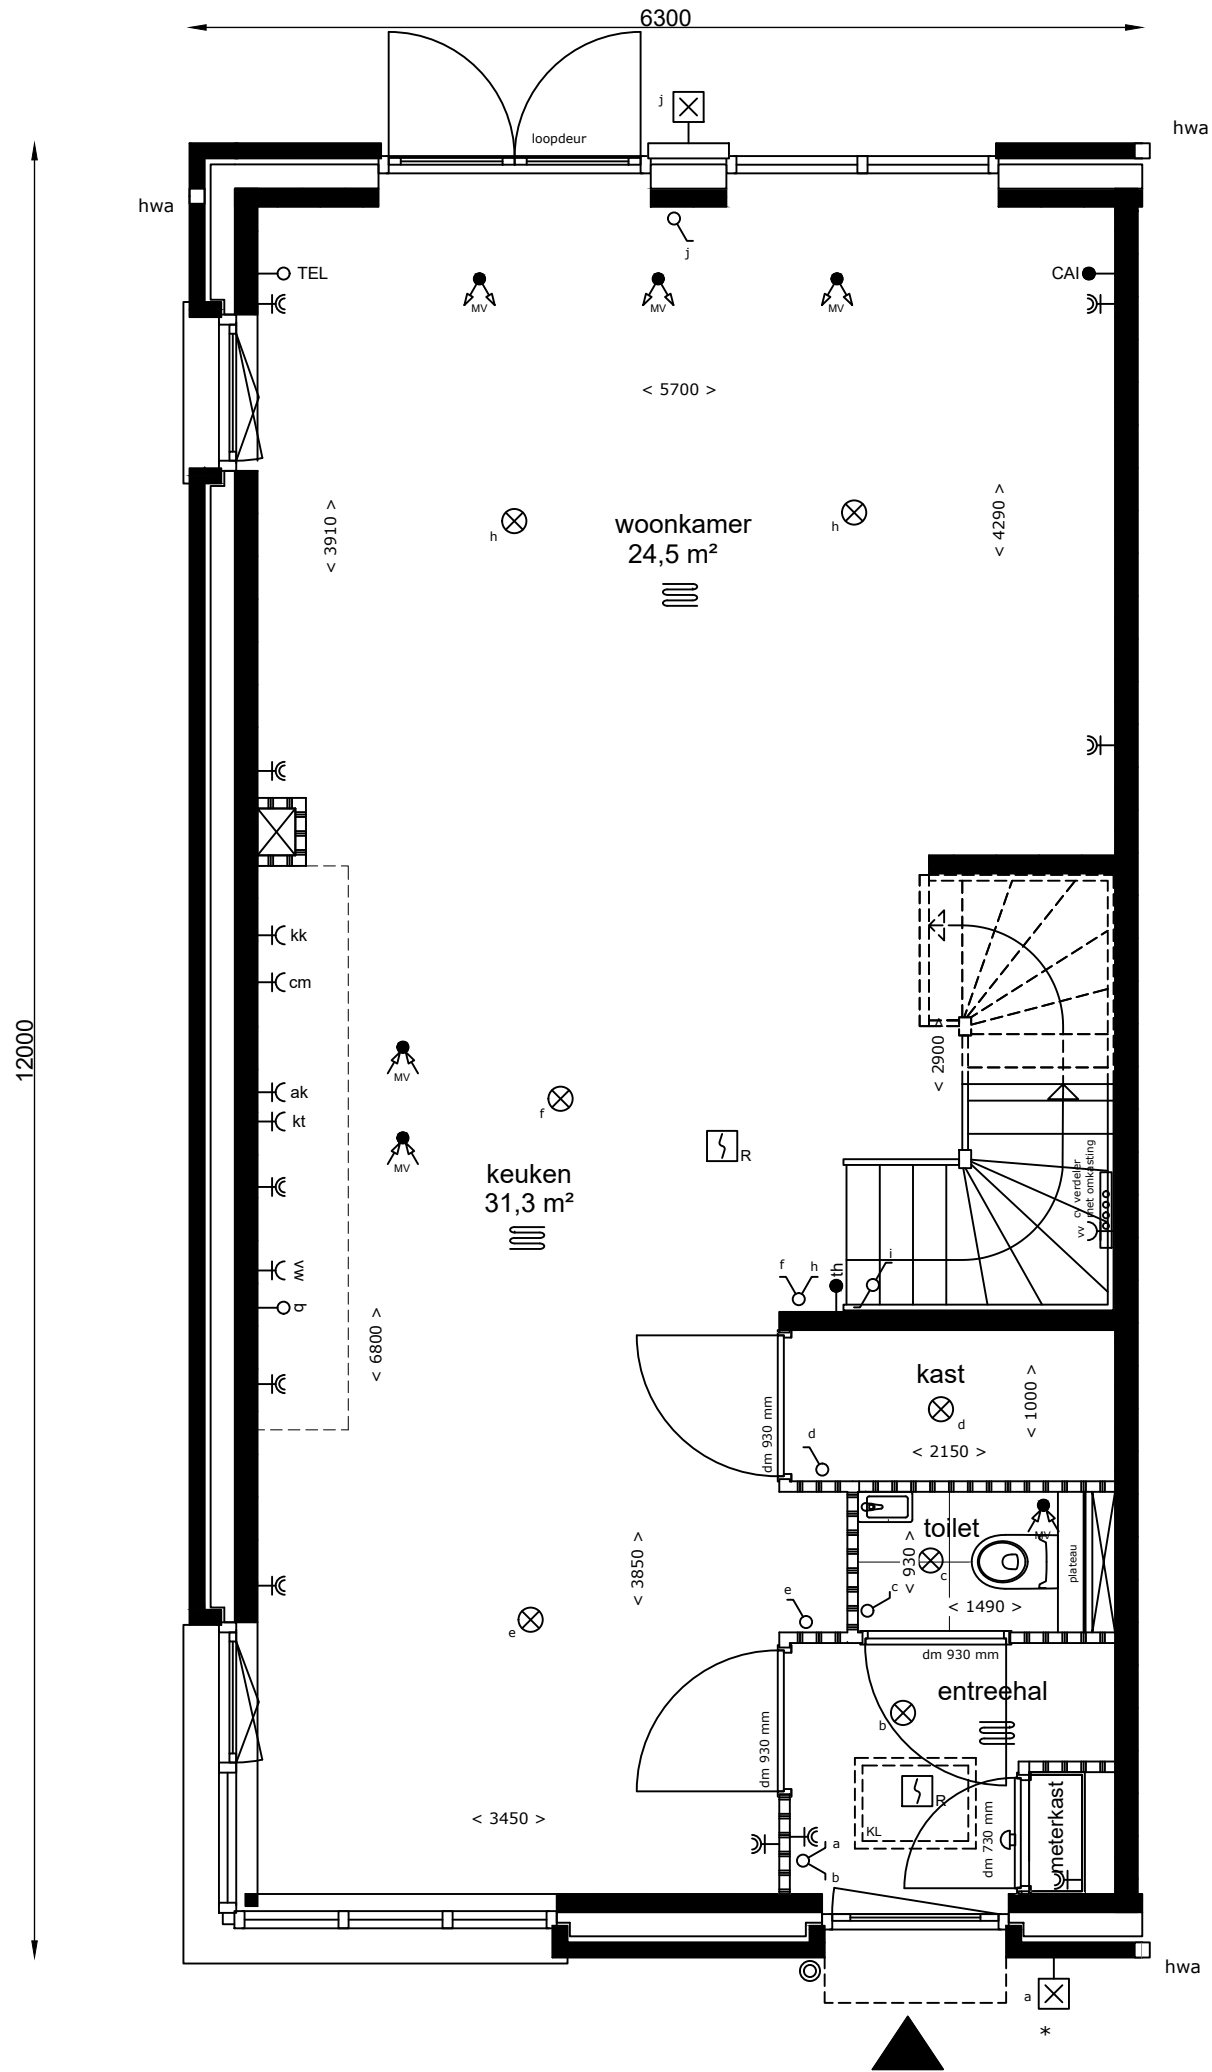 6300
j
loopdeur
hwa
hwa
j
TEL
CAI
MV
MV
MV
< 5700 >
< 3910 >
< 4290 >
h
woonkamer
24,5 m²
h
kk
cm
12000
MV
ak
kt
f
MV
R
< 2900 >
keuken
31,3 m²
cv verdeler
met omkasting
vv
vw
q
f
h
th
i
< 6800 >
kast
d
< 1000 >
dm 930 mm
d
< 2150 >
toilet
MV
< 930 >
c
c
plateau
< 1490 >
< 3850 >
e
e
dm 930 mm
entreehal
b
dm 930 mm
R
KL
dm 730 mm
meterkast
< 3450 >
a
b
hwa
a
*